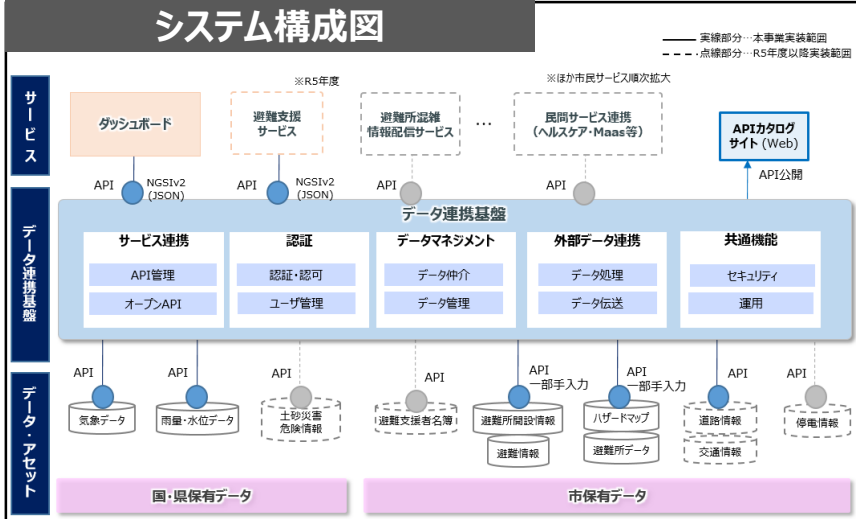 システム構成図
実線部分…本事業実装範囲
点線部分…R5年度以降実装範囲
サービス
※R5年度
※ほか市民サービス順次拡大
ダッシュボード
避難支援
サービス
避難所混雑
情報配信サービス
…
民間サービス連携
(ヘルスケア・Maas等)
APIカタログ
サイト (Web)
API
NGSIv2
(JSON)
API
NGSIv2
(JSON)
API
API
API公開
データ連携基盤
データ連携基盤
サービス連携
API管理
オープンAPI
認証
認証・認可
ユーザ管理
データマネジメント
データ仲介
データ管理
外部データ連携
データ処理
データ伝送
共通機能
セキュリティ
運用
データ・アセット
API
API
API
API
API
一部手入力
API
一部手入力
API
API
気象データ
雨量・水位データ
土砂災害
危険情報
避難支援者名簿
避難所開設情報
避難情報
ハザードマップ
避難所データ
道路情報
交通情報
停電情報
国・県保有データ
市保有データ